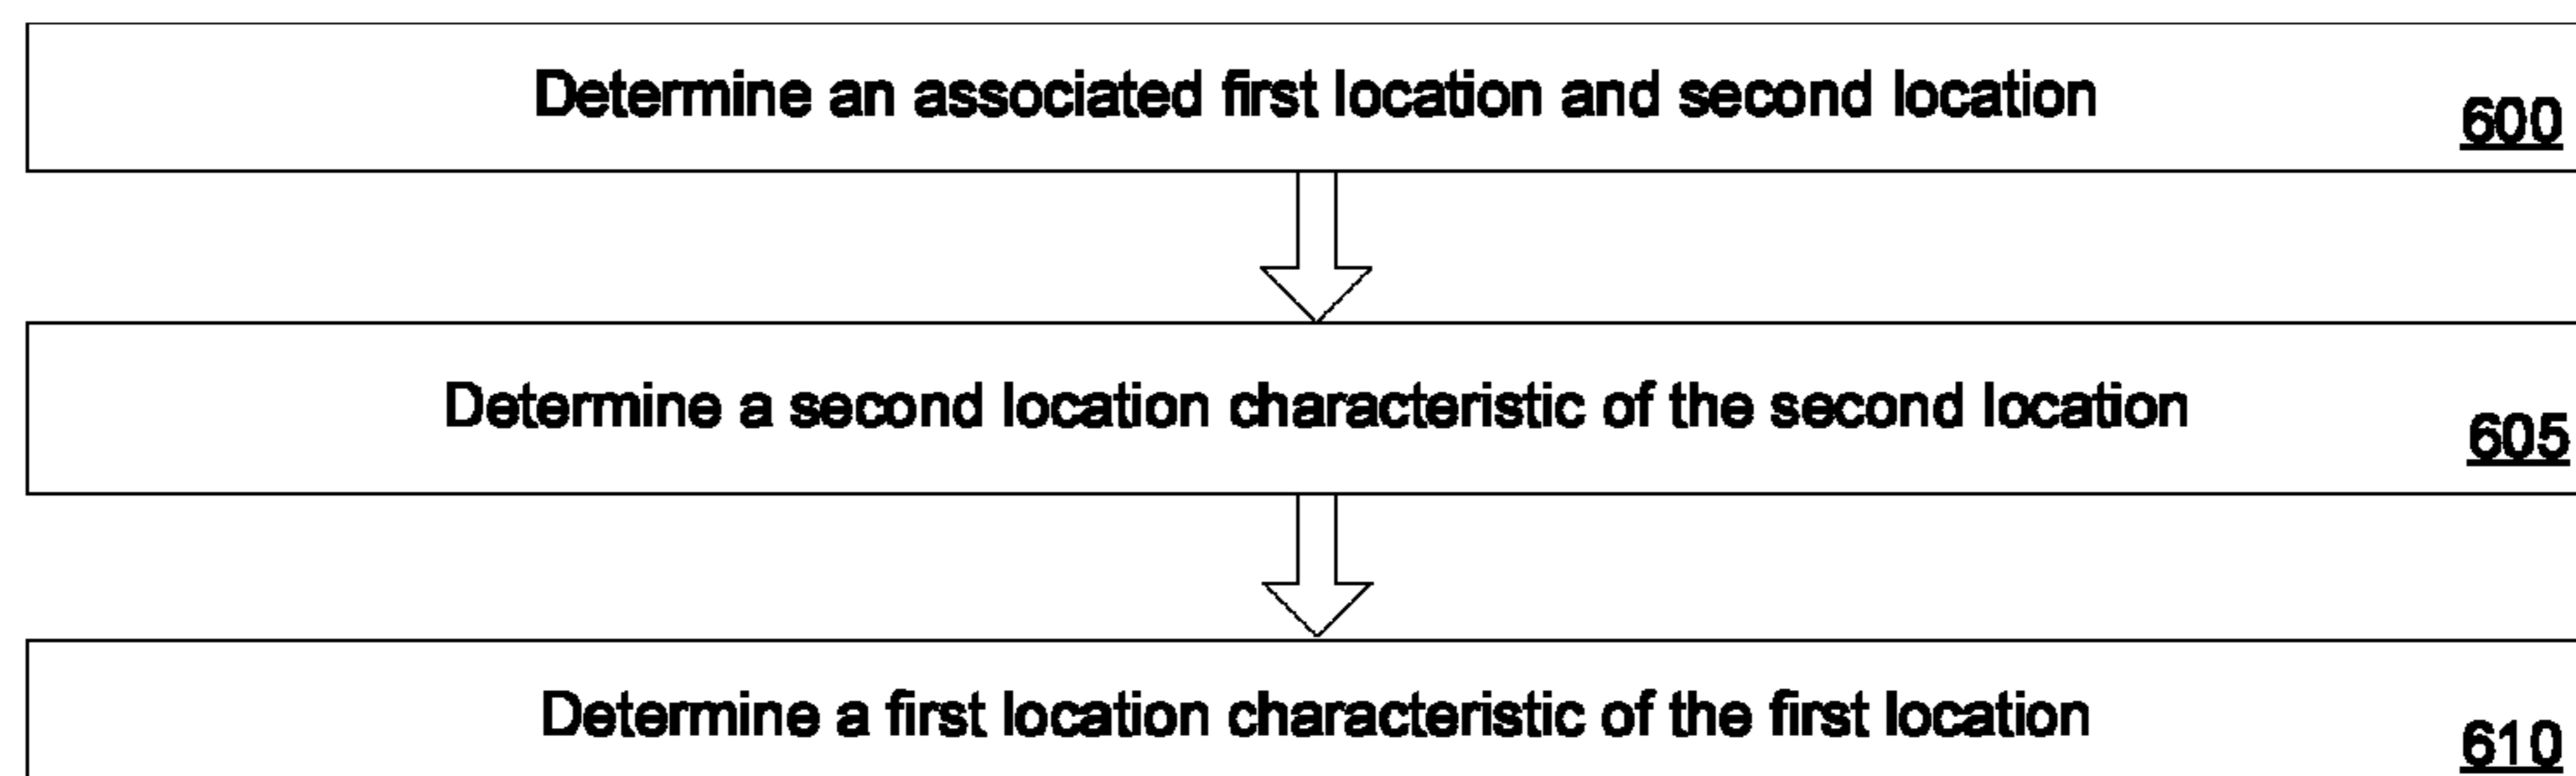 Determine an associated first location and second location
600
Determine a second location characteristic of the second location
605
Determine a first location characteristic of the first location
610